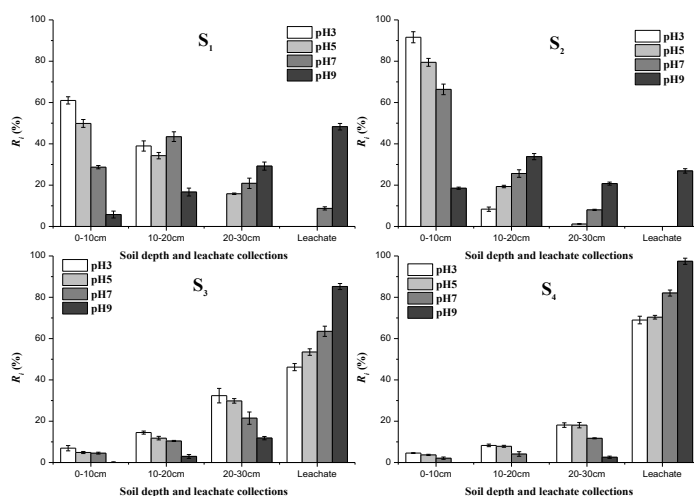 S1
pH3
pH5
pH7
pH9
100
80
60
40
20
0
Ri (%)
0-10cm 10-20cm 20-30cm Leachate
Soil depth and leachate collections
S2
pH3
pH5
pH7
pH9
100
80
60
40
20
0
Ri (%)
0-10cm 10-20cm 20-30cm Leachate
Soil depth and leachate collections
S3
pH3
pH5
pH7
pH9
100
80
60
40
20
0
Ri (%)
0-10cm 10-20cm 20-30cm Leachate
Soil depth and leachate collections
S4
pH3
pH5
pH7
pH9
100
80
60
40
20
0
Ri (%)
0-10cm 10-20cm 20-30cm Leachate
Soil depth and leachate collections